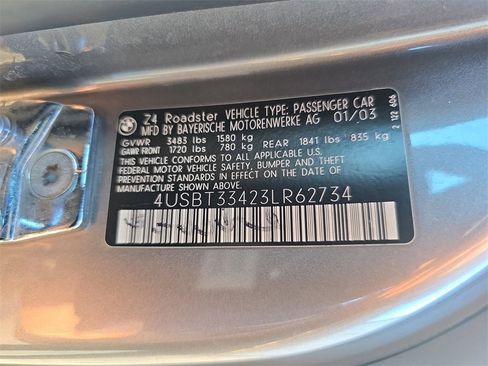 Z4 Roadster VEHICLE TYPE: PASSENGER CAR
MFD BY BAYERISCHE MOTORENWERKE AG 01/03
GVWR 3483 lbs 1580 kg
GAWR FRONT 1720 lbs 780 kg REAR 1841 lbs 835 kg
THIS VEHICLE CONFORMS TO ALL APPLICABLE
FEDERAL MOTOR VEHICLE SAFETY, BUMPER AND THEFT
PREVENTION STANDARDS IN EFFECT ON THE DATE OF
MANUFACTURE SHOWN ABOVE.
4USBT33423LR62734